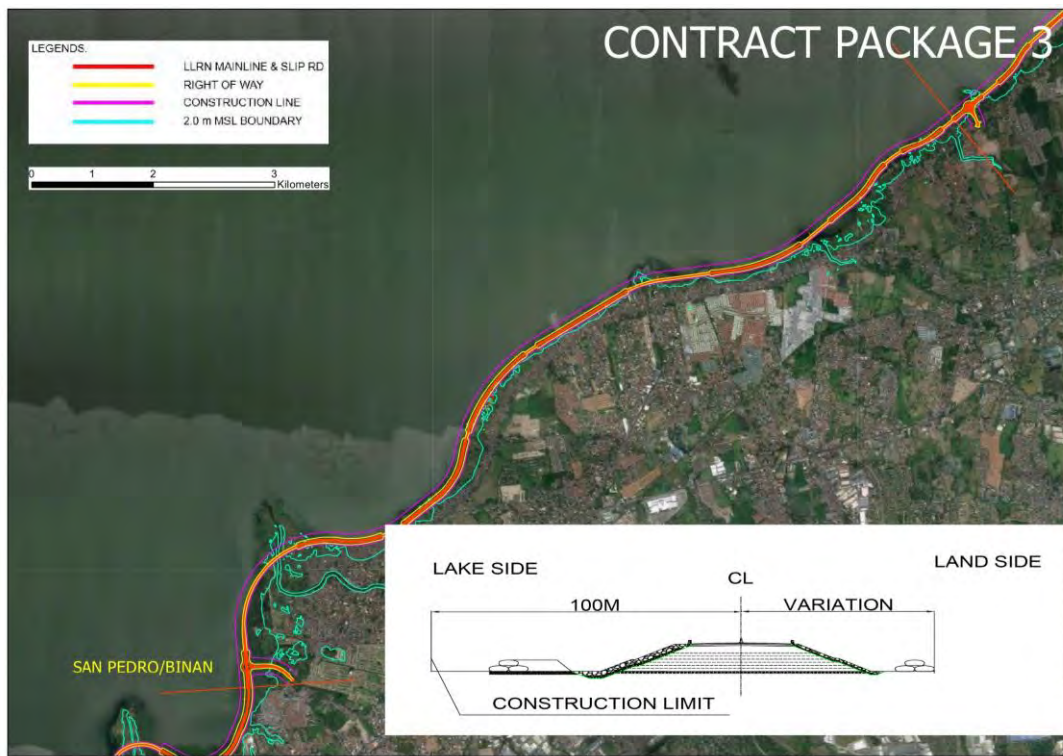 CONTRACT PACKAGE 3
LEGENDS.
LLRN MAINLINE & SLIP RD
RIGHT OF WAY
CONSTRUCTION LINE
2.0 m MSL BOUNDARY
0 1 2 3
Kilometers
SAN PEDRO/BINAN
LAKE SIDE
LAND SIDE
CL
100M
VARIATION
CONSTRUCTION LIMIT